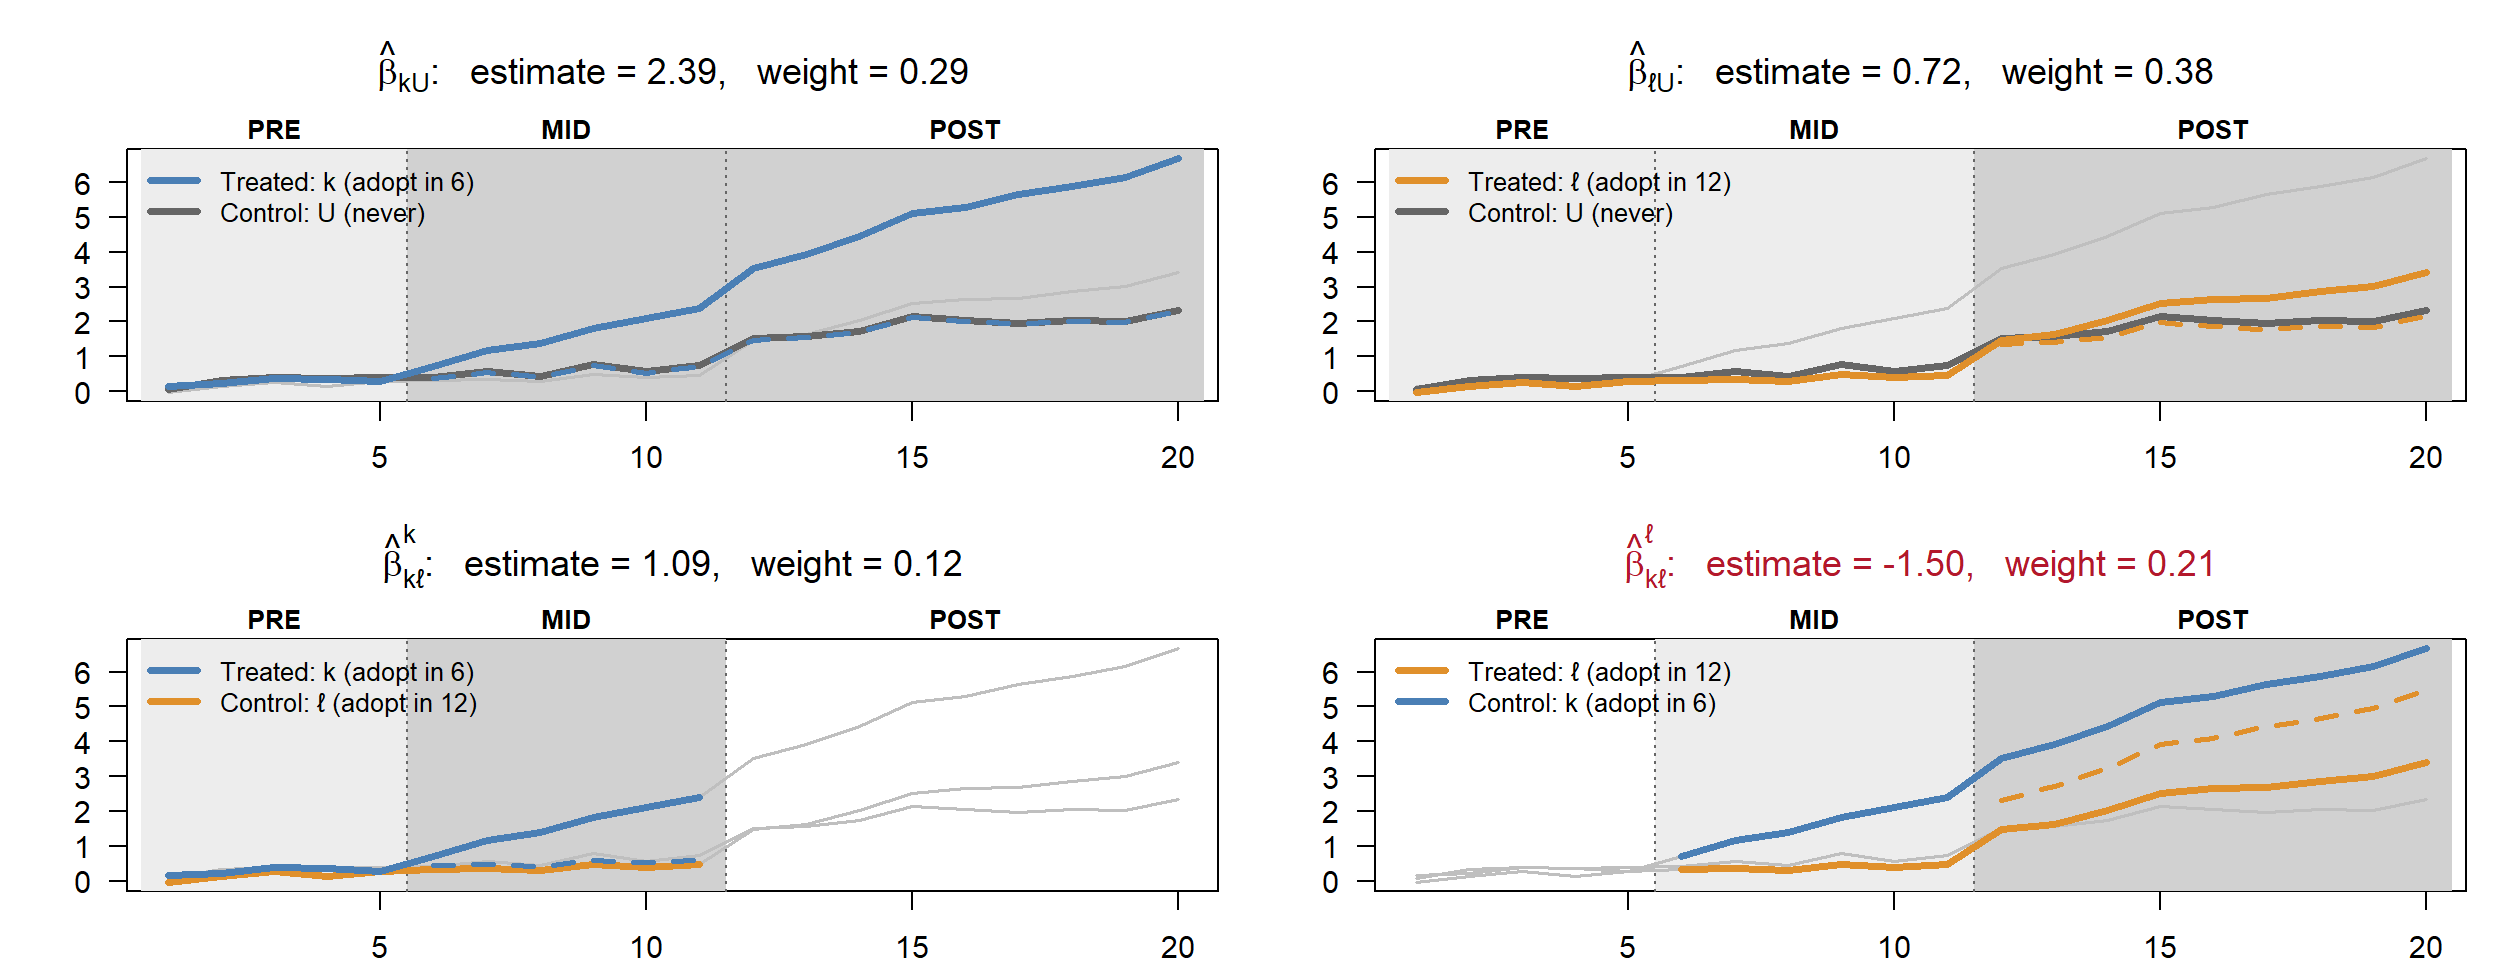 β̂kU: estimate = 2.39, weight = 0.29
PRE MID POST
Treated: k (adopt in 6)
Control: U (never)
6
5
4
3
2
1
0
5 10 15 20
β̂ℓU: estimate = 0.72, weight = 0.38
PRE MID POST
Treated: ℓ (adopt in 12)
Control: U (never)
6
5
4
3
2
1
0
5 10 15 20
β̂kℓ^k: estimate = 1.09, weight = 0.12
PRE MID POST
Treated: k (adopt in 6)
Control: ℓ (adopt in 12)
6
5
4
3
2
1
0
5 10 15 20
β̂kℓ^ℓ: estimate = -1.50, weight = 0.21
PRE MID POST
Treated: ℓ (adopt in 12)
Control: k (adopt in 6)
6
5
4
3
2
1
0
5 10 15 20